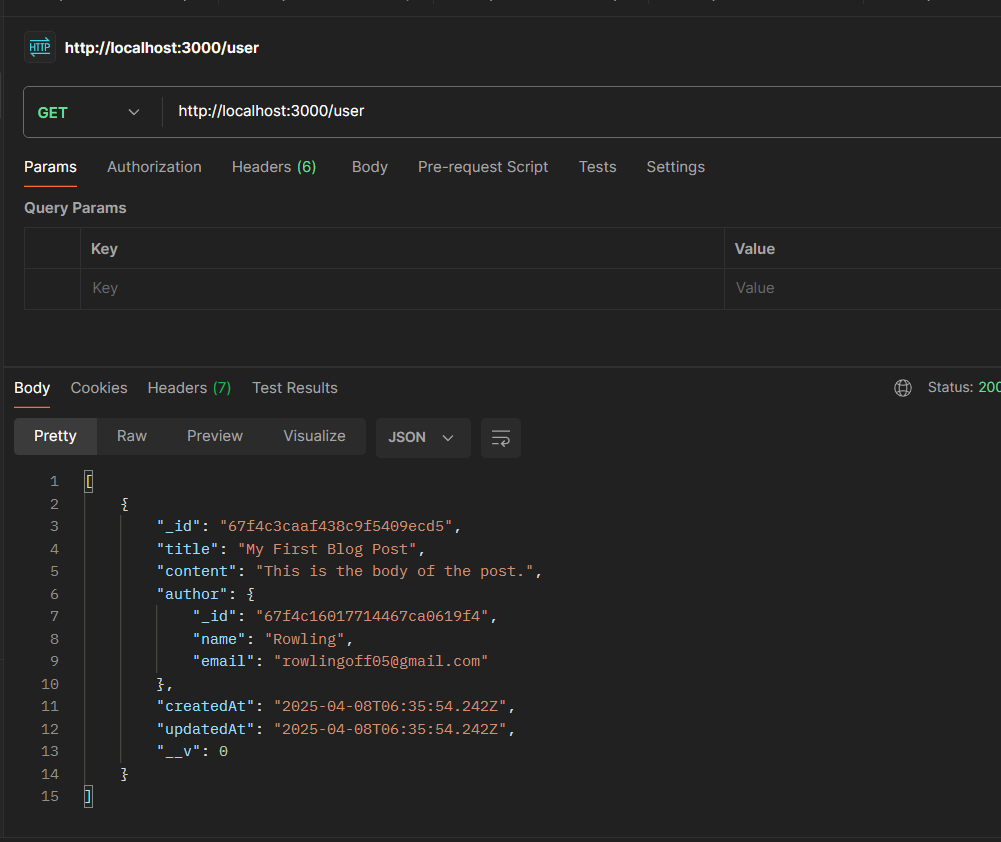 HTTP http://localhost:3000/user
GET http://localhost:3000/user
Params Authorization Headers (6) Body Pre-request Script Tests Settings
Query Params
Key Value
Key Value
Body Cookies Headers (7) Test Results Status: 200
Pretty Raw Preview Visualize JSON
1 [
2 {
3 "_id": "67f4c3caaf438c9f5409ecd5",
4 "title": "My First Blog Post",
5 "content": "This is the body of the post.",
6 "author": {
7 "_id": "67f4c16017714467ca0619f4",
8 "name": "Rowling",
9 "email": "rowlingoff05@gmail.com"
10 },
11 "createdAt": "2025-04-08T06:35:54.242Z",
12 "updatedAt": "2025-04-08T06:35:54.242Z",
13 "__v": 0
14 }
15 ]